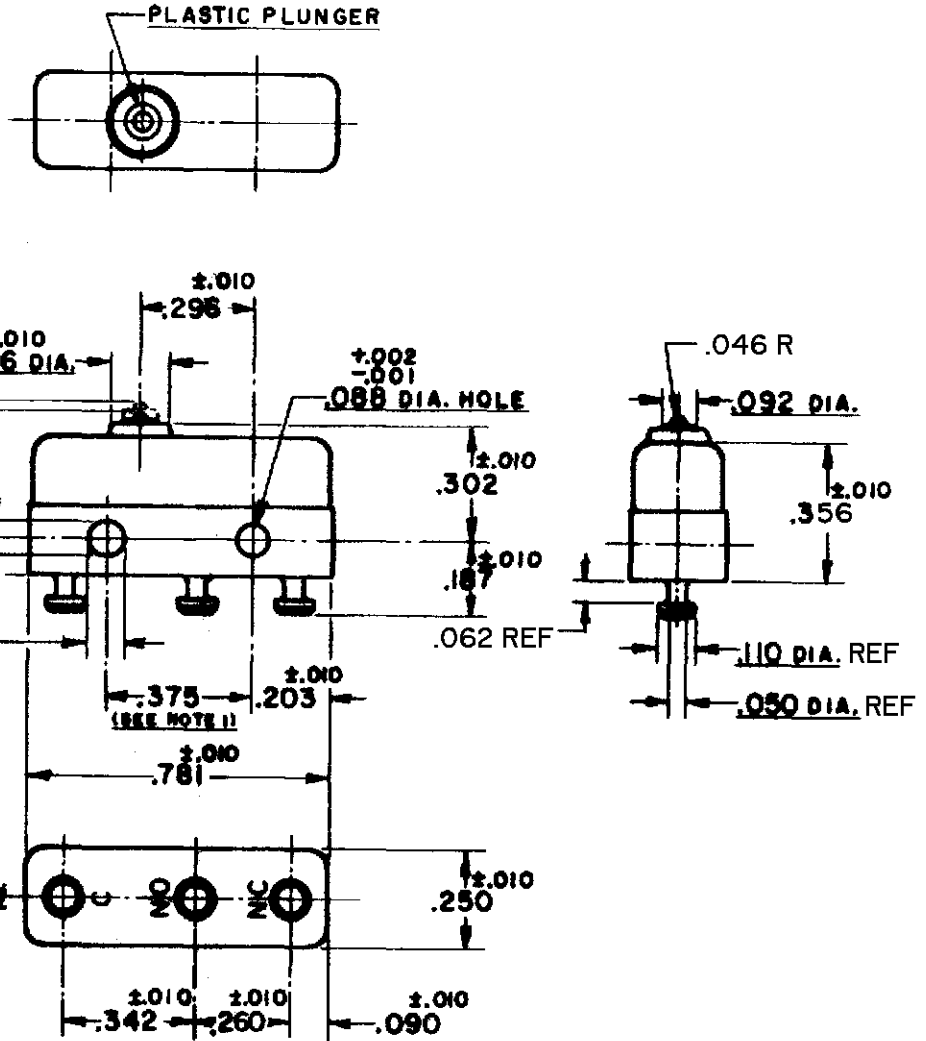 PLASTIC PLUNGER
±.010
.296
.010
6 DIA.
+.002
-.001
.088 DIA. HOLE
±.010
.302
±.010
.187
.062 REF
.375
(SEE NOTE 1)
±.010
.203
±.010
.781
.046 R
.092 DIA.
±.010
.356
.110 DIA. REF
.050 DIA. REF
C
NO
NC
±.010
.250
±.010
.342
±.010
.260
±.010
.090